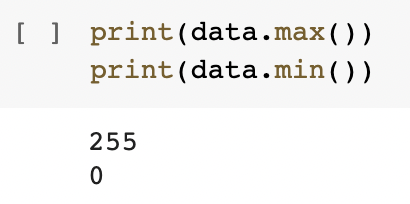 [ ] print(data.max())
print(data.min())
255
0